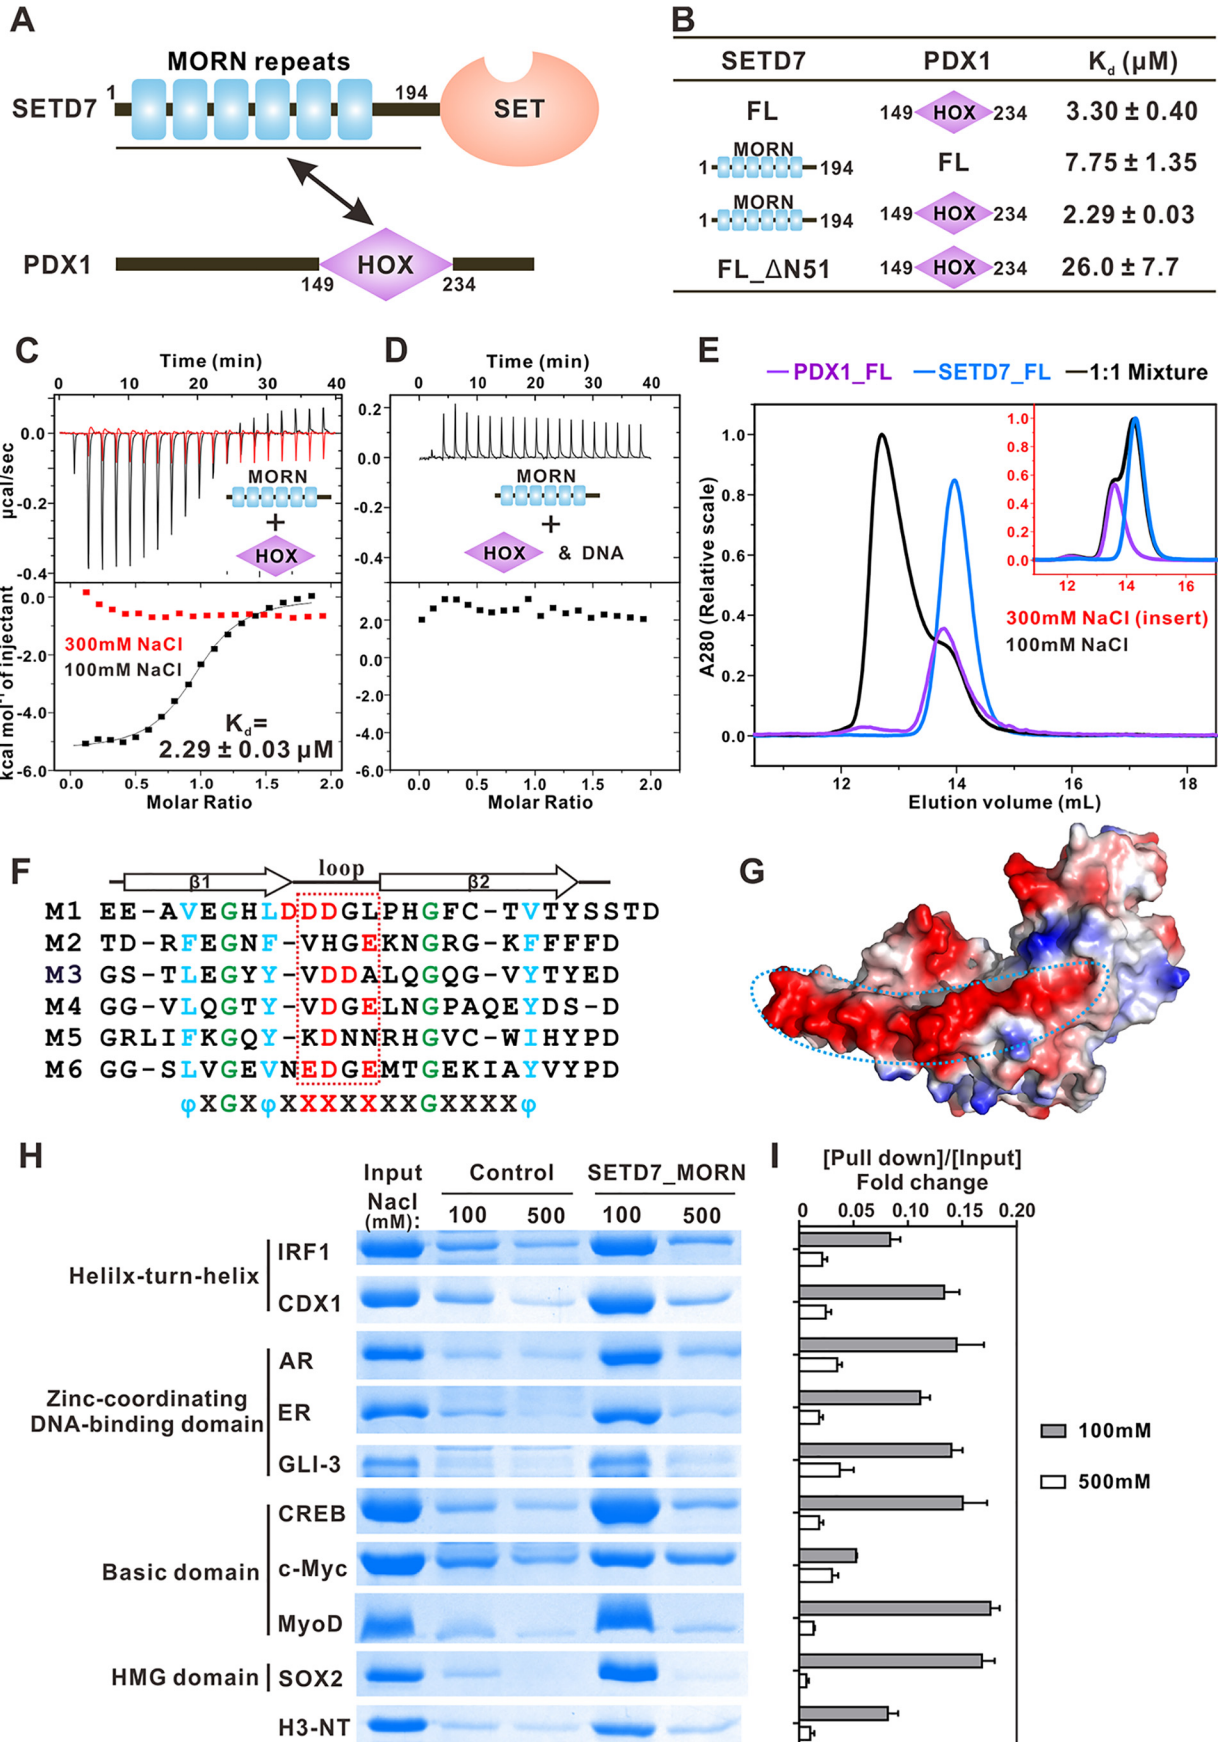 A
MORN repeats
1
194
SETD7
SET
PDX1
HOX
149
234
B
SETD7 PDX1 Kd (μM)
FL 149 HOX 234 3.30 ± 0.40
MORN
1 194 FL 7.75 ± 1.35
MORN
1 194 149 HOX 234 2.29 ± 0.03
FL_ΔN51 149 HOX 234 26.0 ± 7.7
C
Time (min)
0 10 20 30 40
0.0
-0.2
-0.4
μcal/sec
MORN
+
HOX
0.0
-2.0
-4.0
-6.0
kcal mol⁻¹ of injectant
300mM NaCl
100mM NaCl
Kd=
2.29 ± 0.03 μM
0.0 0.5 1.0 1.5 2.0
Molar Ratio
D
Time (min)
0 10 20 30 40
0.2
0.0
MORN
+
HOX & DNA
2.0
0.0
-2.0
-4.0
-6.0
0.0 0.5 1.0 1.5 2.0
Molar Ratio
E
PDX1_FL SETD7_FL 1:1 Mixture
A280 (Relative scale)
1.0
0.8
0.6
0.4
0.2
0.0
1.0
0.8
0.6
0.4
0.2
0.0
12 14 16
300mM NaCl (insert)
100mM NaCl
12 14 16 18
Elution volume (mL)
F
β1 loop β2
M1 EE-AVEGHLDDDGLPHGFC-TVTYSSTD
M2 TD-RFEGNF-VHGEKNGRG-KFFFFD
M3 GS-TLEGYY-VDDALQGQG-VYTYED
M4 GG-VLQGTY-VDGELNGPAQEYDS-D
M5 GRLIFKGQY-KDNNRHGVC-WIHYPD
M6 GG-SLVGEVNEDGEMTGEKIAYVYPD
φXGXφXXXXXXXGXXXXφ
G
H
Input Control SETD7_MORN
Nacl
(mM): 100 500 100 500
Helilx-turn-helix
IRF1
CDX1
Zinc-coordinating
DNA-binding domain
AR
ER
GLI-3
Basic domain
CREB
c-Myc
MyoD
HMG domain
SOX2
H3-NT
I
[Pull down]/[Input]
Fold change
0 0.05 0.10 0.15 0.20
100mM
500mM